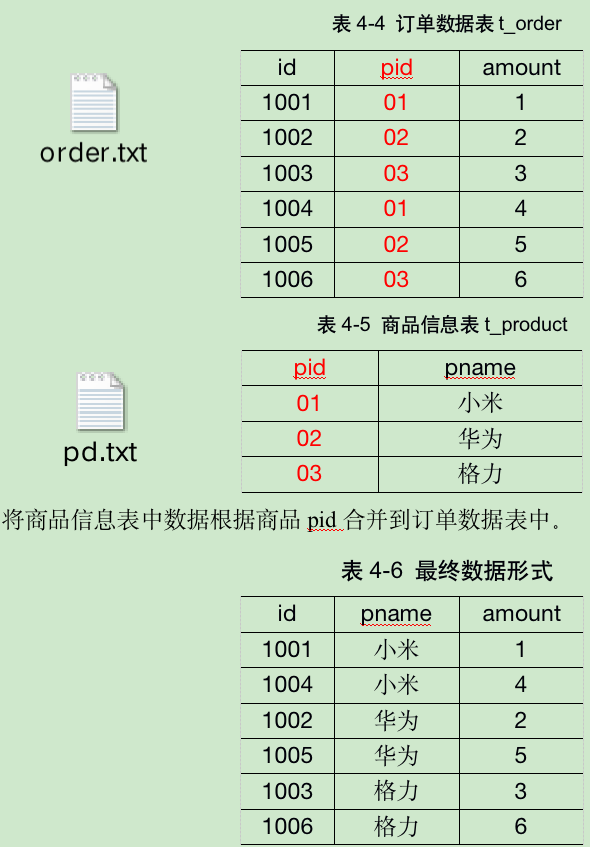 表 4-4 订单数据表 t_order
id pid amount
1001 01 1
1002 02 2
1003 03 3
1004 01 4
1005 02 5
1006 03 6
order.txt
表 4-5 商品信息表 t_product
pid pname
01 小米
02 华为
03 格力
pd.txt
将商品信息表中数据根据商品 pid 合并到订单数据表中。
表 4-6 最终数据形式
id pname amount
1001 小米 1
1004 小米 4
1002 华为 2
1005 华为 5
1003 格力 3
1006 格力 6